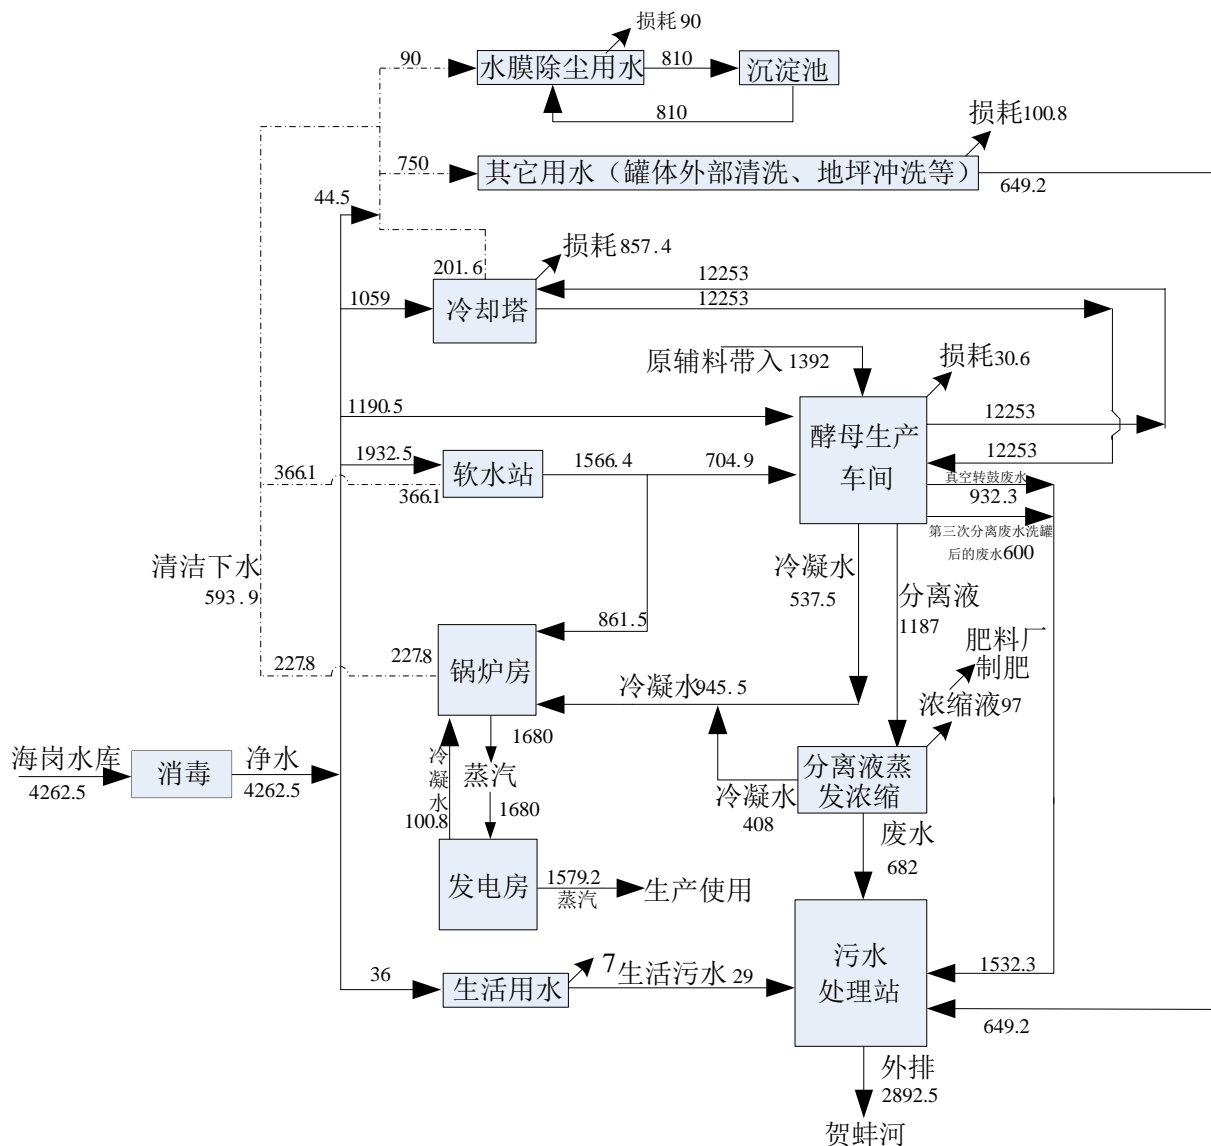 损耗90
90
水膜除尘用水
810
沉淀池
810
损耗100.8
750
其它用水（罐体外部清洗、地坪冲洗等）
649.2
44.5
损耗857.4
201.6
12253
1059
冷却塔
12253
原辅料带入1392
损耗30.6
1190.5
酵母生产
车间
12253
12253
1932.5
软水站
1566.4
704.9
366.1
366.1
真空转鼓废水
932.3
第三次分离废水洗罐
后的废水600
清洁下水
593.9
冷凝水
537.5
分离液
1187
861.5
肥料厂
制肥
227.8
227.8
锅炉房
冷凝水945.5
浓缩液97
1680
海岗水库
4262.5
消毒
净水
4262.5
冷凝水
100.8
蒸汽
1680
冷凝水
408
分离液蒸
发浓缩
废水
682
发电房
1579.2
蒸汽
生产使用
污水
处理站
1532.3
36
生活用水
7
生活污水29
649.2
外排
2892.5
贺蚌河